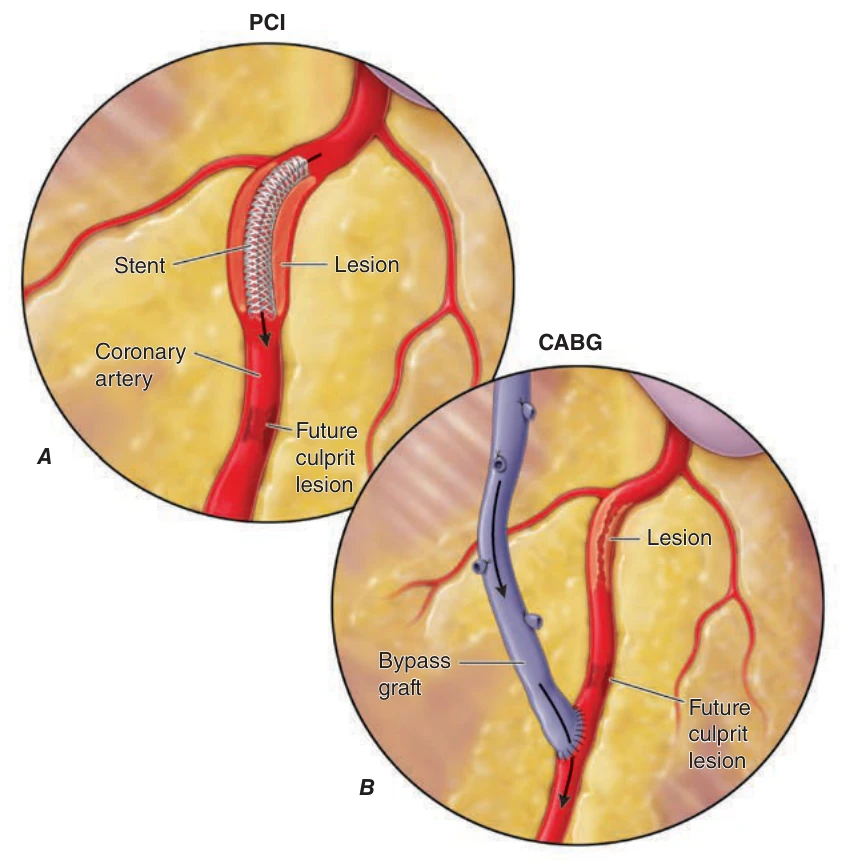 PCI
Stent
Lesion
Coronary
artery
Future
culprit
lesion
A
CABG
Lesion
Bypass
graft
Future
culprit
lesion
B